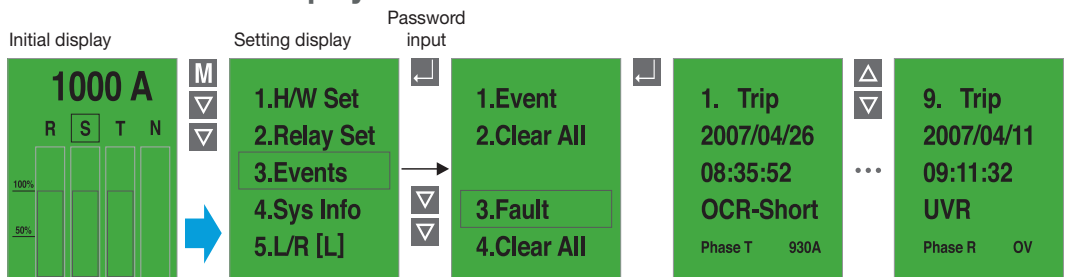 Password
Initial display
Setting display
input
1000 A
R S T N
100%
50%
M
1.H/W Set
2.Relay Set
3.Events
4.Sys Info
5.L/R [L]
1.Event
2.Clear All
3.Fault
4.Clear All
1. Trip
2007/04/26
08:35:52
OCR-Short
Phase T 930A
...
9. Trip
2007/04/11
09:11:32
UVR
Phase R OV